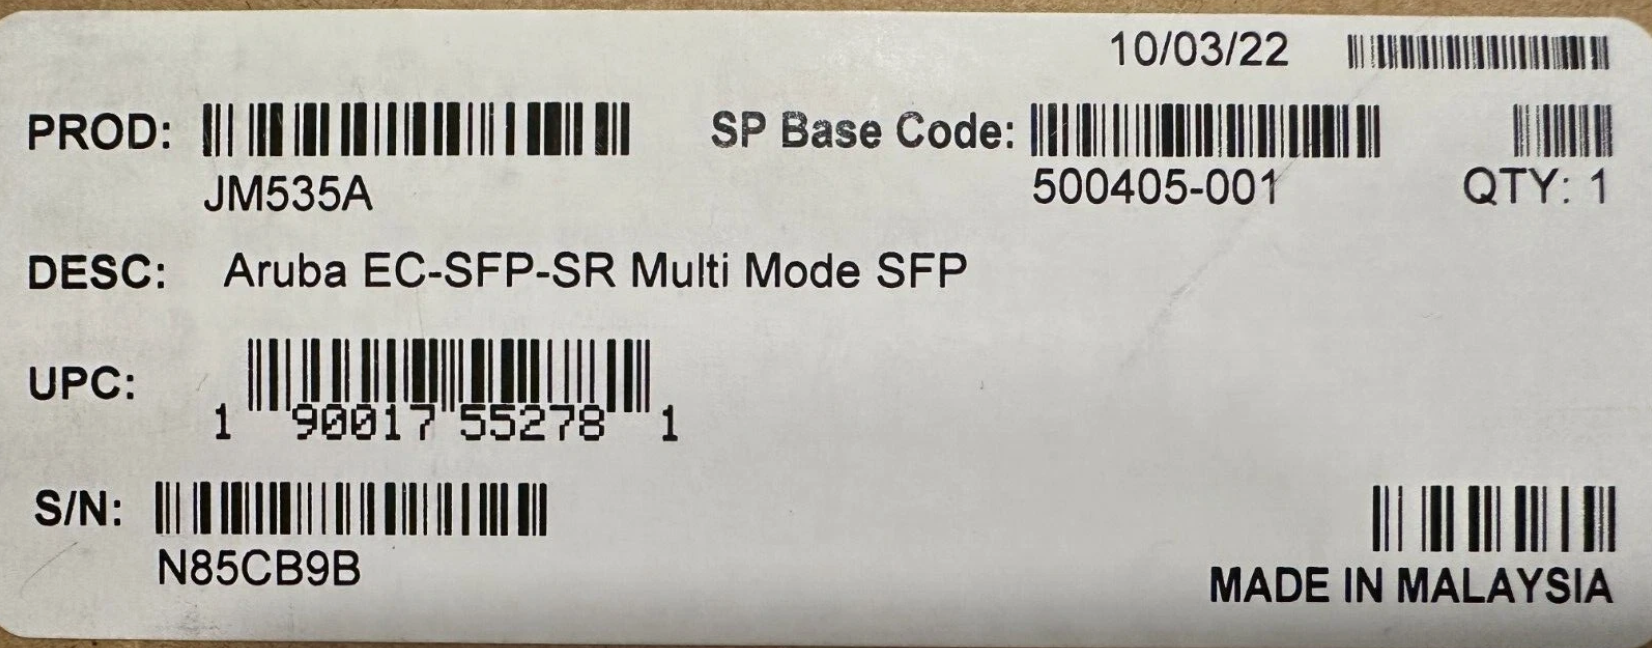 10/03/22
PROD: SP Base Code:
JM535A 500405-001 QTY: 1
DESC: Aruba EC-SFP-SR Multi Mode SFP
UPC:
1 90017 55278 1
S/N:
N85CB9B
MADE IN MALAYSIA